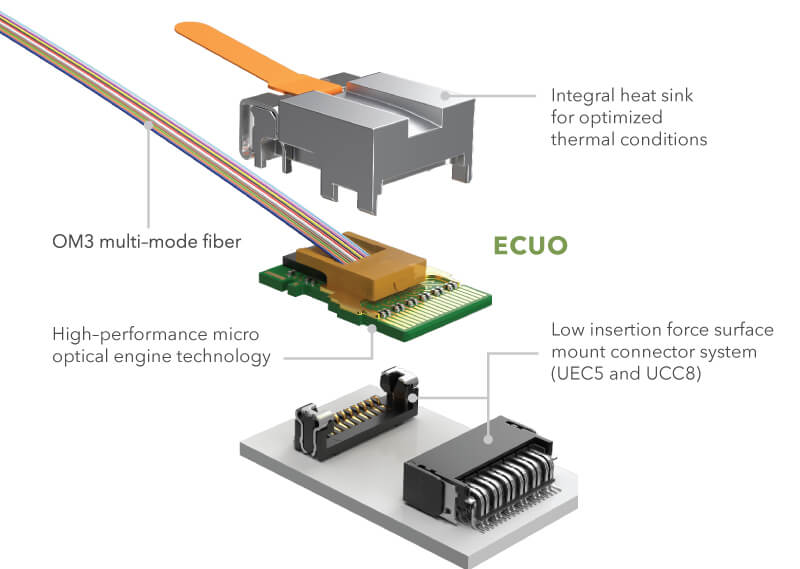 Integral heat sink
for optimized
thermal conditions
OM3 multi-mode fiber
ECUO
High-performance micro
optical engine technology
Low insertion force surface
mount connector system
(UEC5 and UCC8)